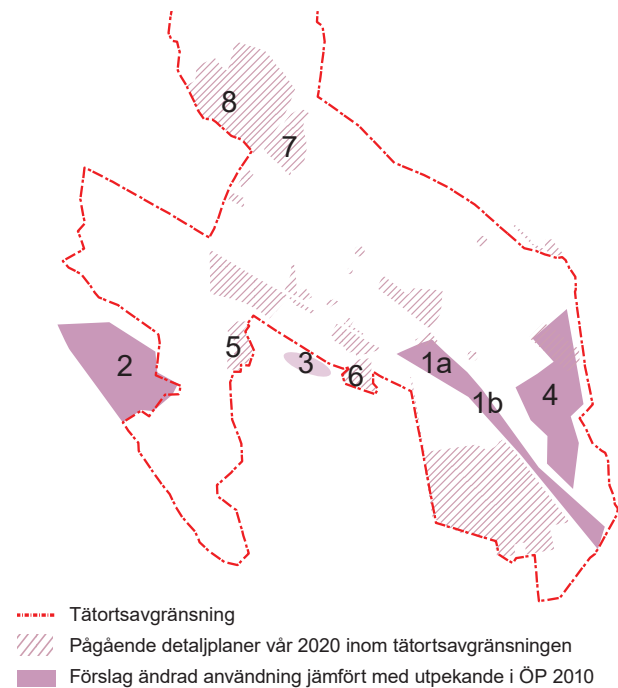 8
7
5
3
6
2
1a
1b
4
Tätortsavgränsning
Pågående detaljplaner vår 2020 inom tätortsavgränsningen
Förslag ändrad användning jämfört med utpekande i ÖP 2010